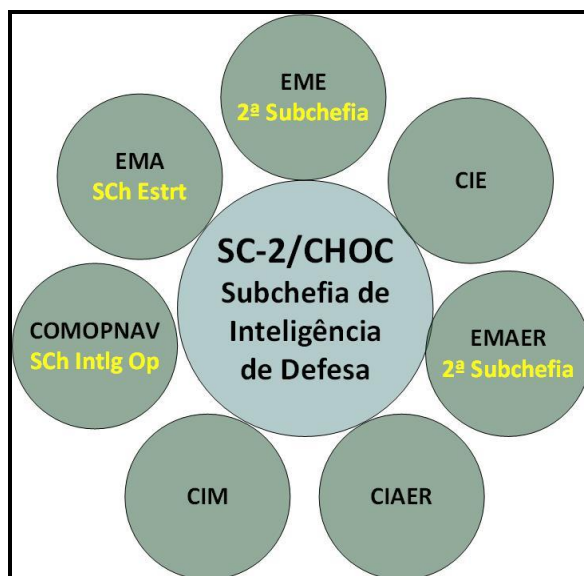 EME
2ª Subchefia
EMA
SCh Estrt
CIE
SC-2/CHOC
Subchefia de
Inteligência
de Defesa
COMOPNAV
SCh Intlg Op
EMAER
2ª Subchefia
CIM
CIAER